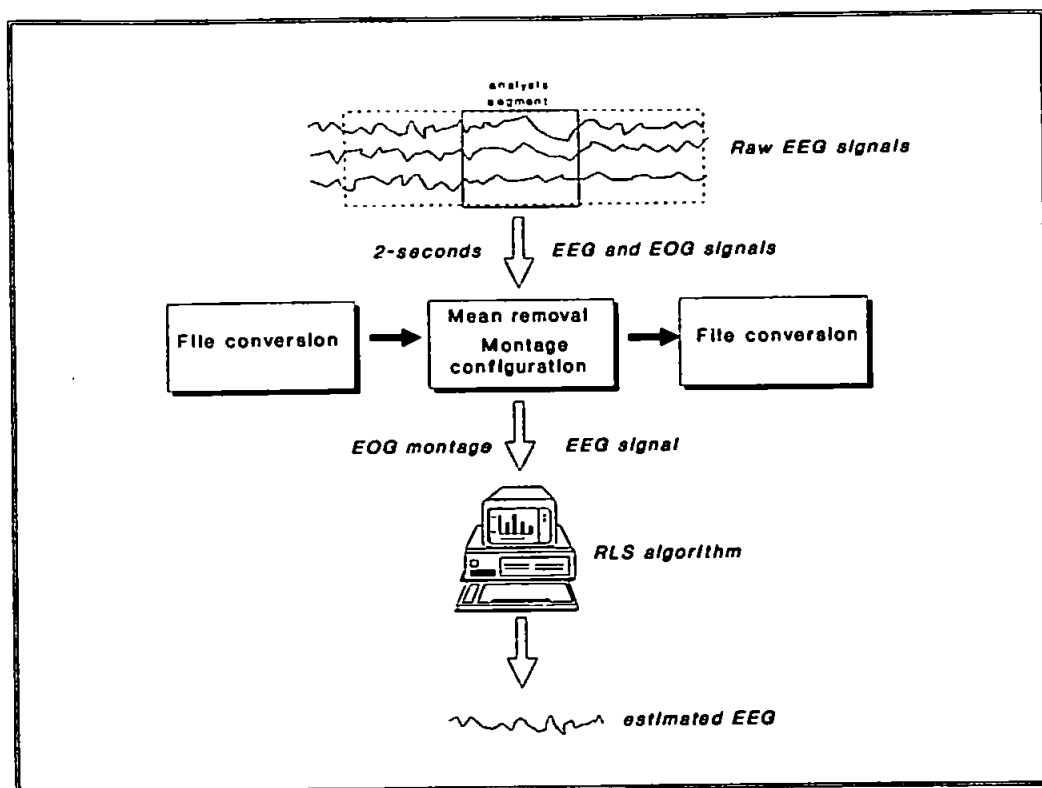 analysis
segment
Raw EEG signals
2-seconds
EEG and EOG signals
File conversion
Mean removal
Montage
configuration
File conversion
EOG montage
EEG signal
RLS algorithm
estimated EEG